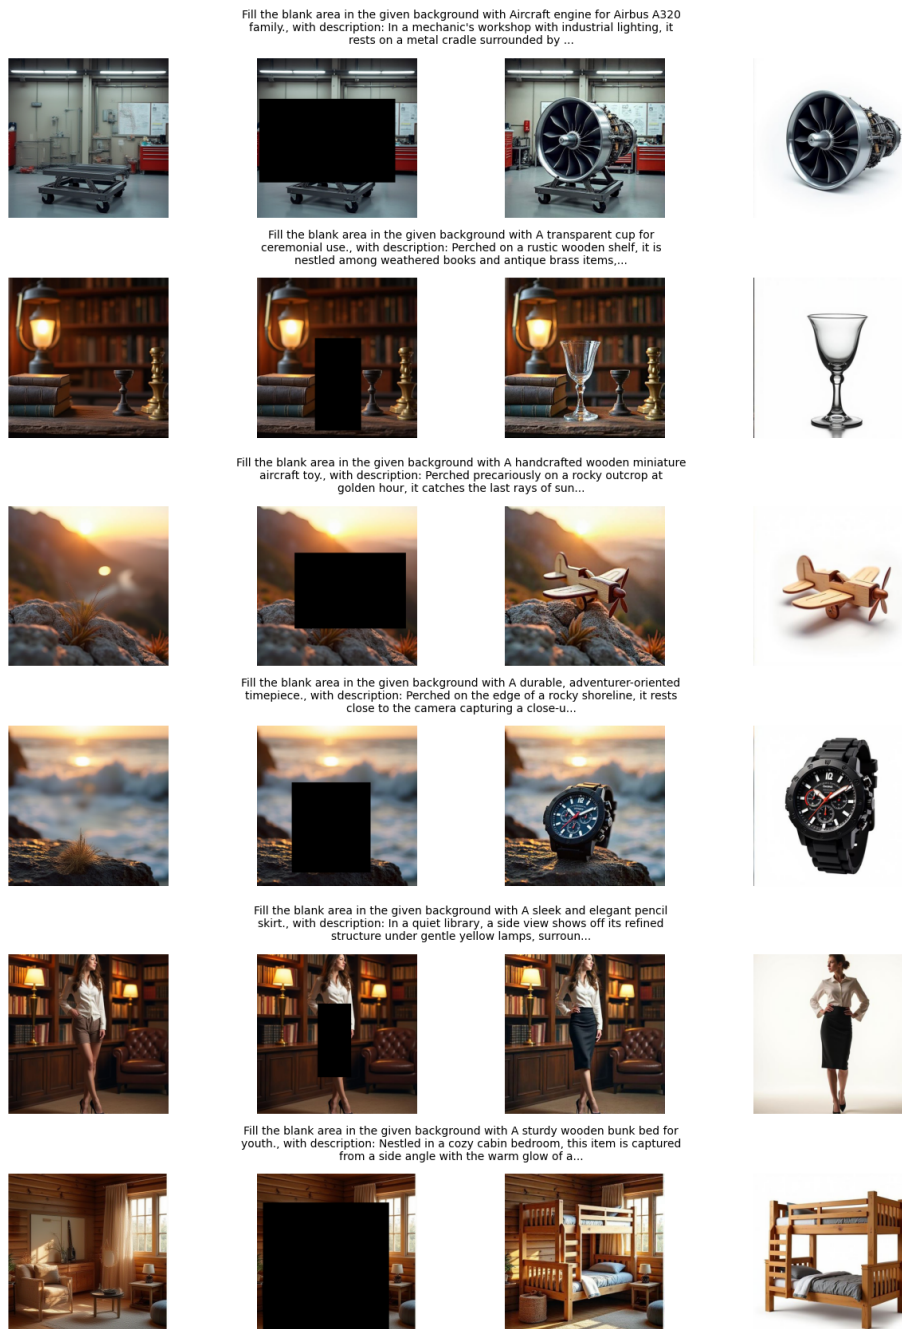 Fill the blank area in the given background with Aircraft engine for Airbus A320
family., with description: In a mechanic's workshop with industrial lighting, it
rests on a metal cradle surrounded by ...
Fill the blank area in the given background with A transparent cup for
ceremonial use., with description: Perched on a rustic wooden shelf, it is
nestled among weathered books and antique brass items,...
Fill the blank area in the given background with A handcrafted wooden miniature
aircraft toy., with description: Perched precariously on a rocky outcrop at
golden hour, it catches the last rays of sun...
Fill the blank area in the given background with A durable, adventurer-oriented
timepiece., with description: Perched on the edge of a rocky shoreline, it rests
close to the camera capturing a close-u...
Fill the blank area in the given background with A sleek and elegant pencil
skirt., with description: In a quiet library, a side view shows off its refined
structure under gentle yellow lamps, surroun...
Fill the blank area in the given background with A sturdy wooden bunk bed for
youth., with description: Nestled in a cozy cabin bedroom, this item is captured
from a side angle with the warm glow of a...